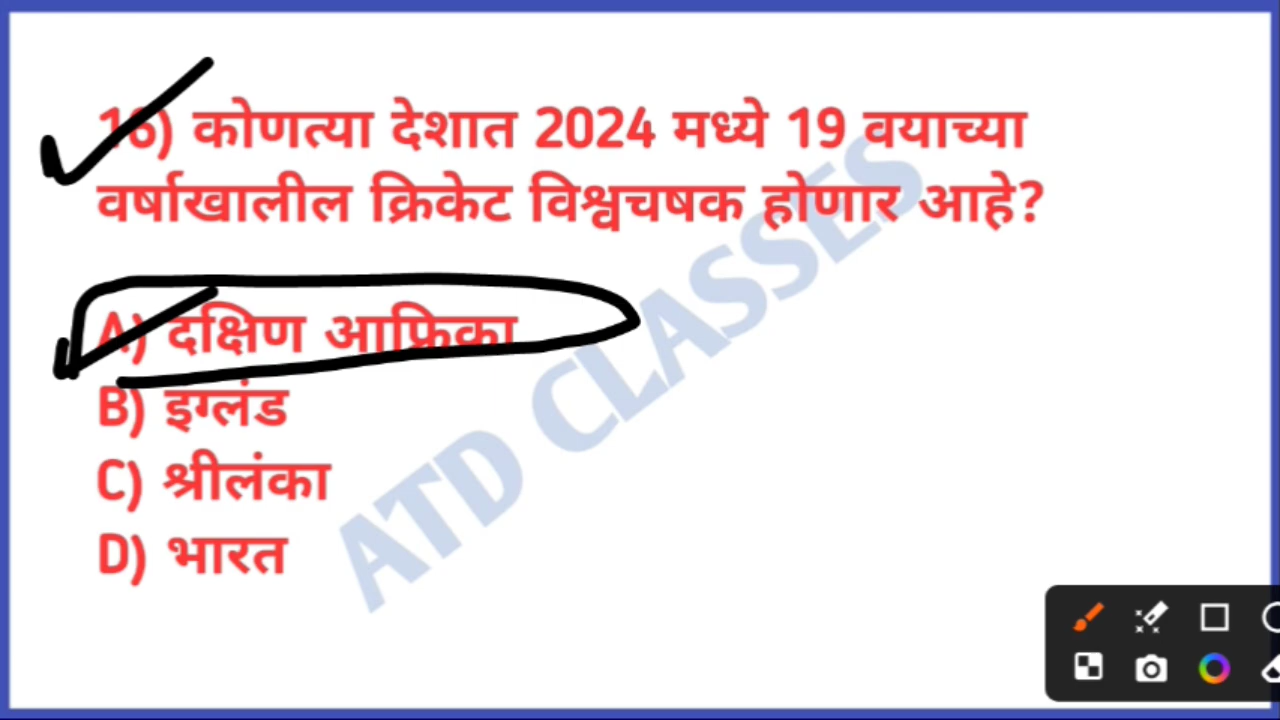 16) कोणत्या देशात 2024 मध्ये 19 वयाच्या
वर्षाखालील क्रिकेट विश्वचषक होणार आहे?
A) दक्षिण आफ्रिका
B) इग्लंड
C) श्रीलंका
D) भारत
ATD CLASSES